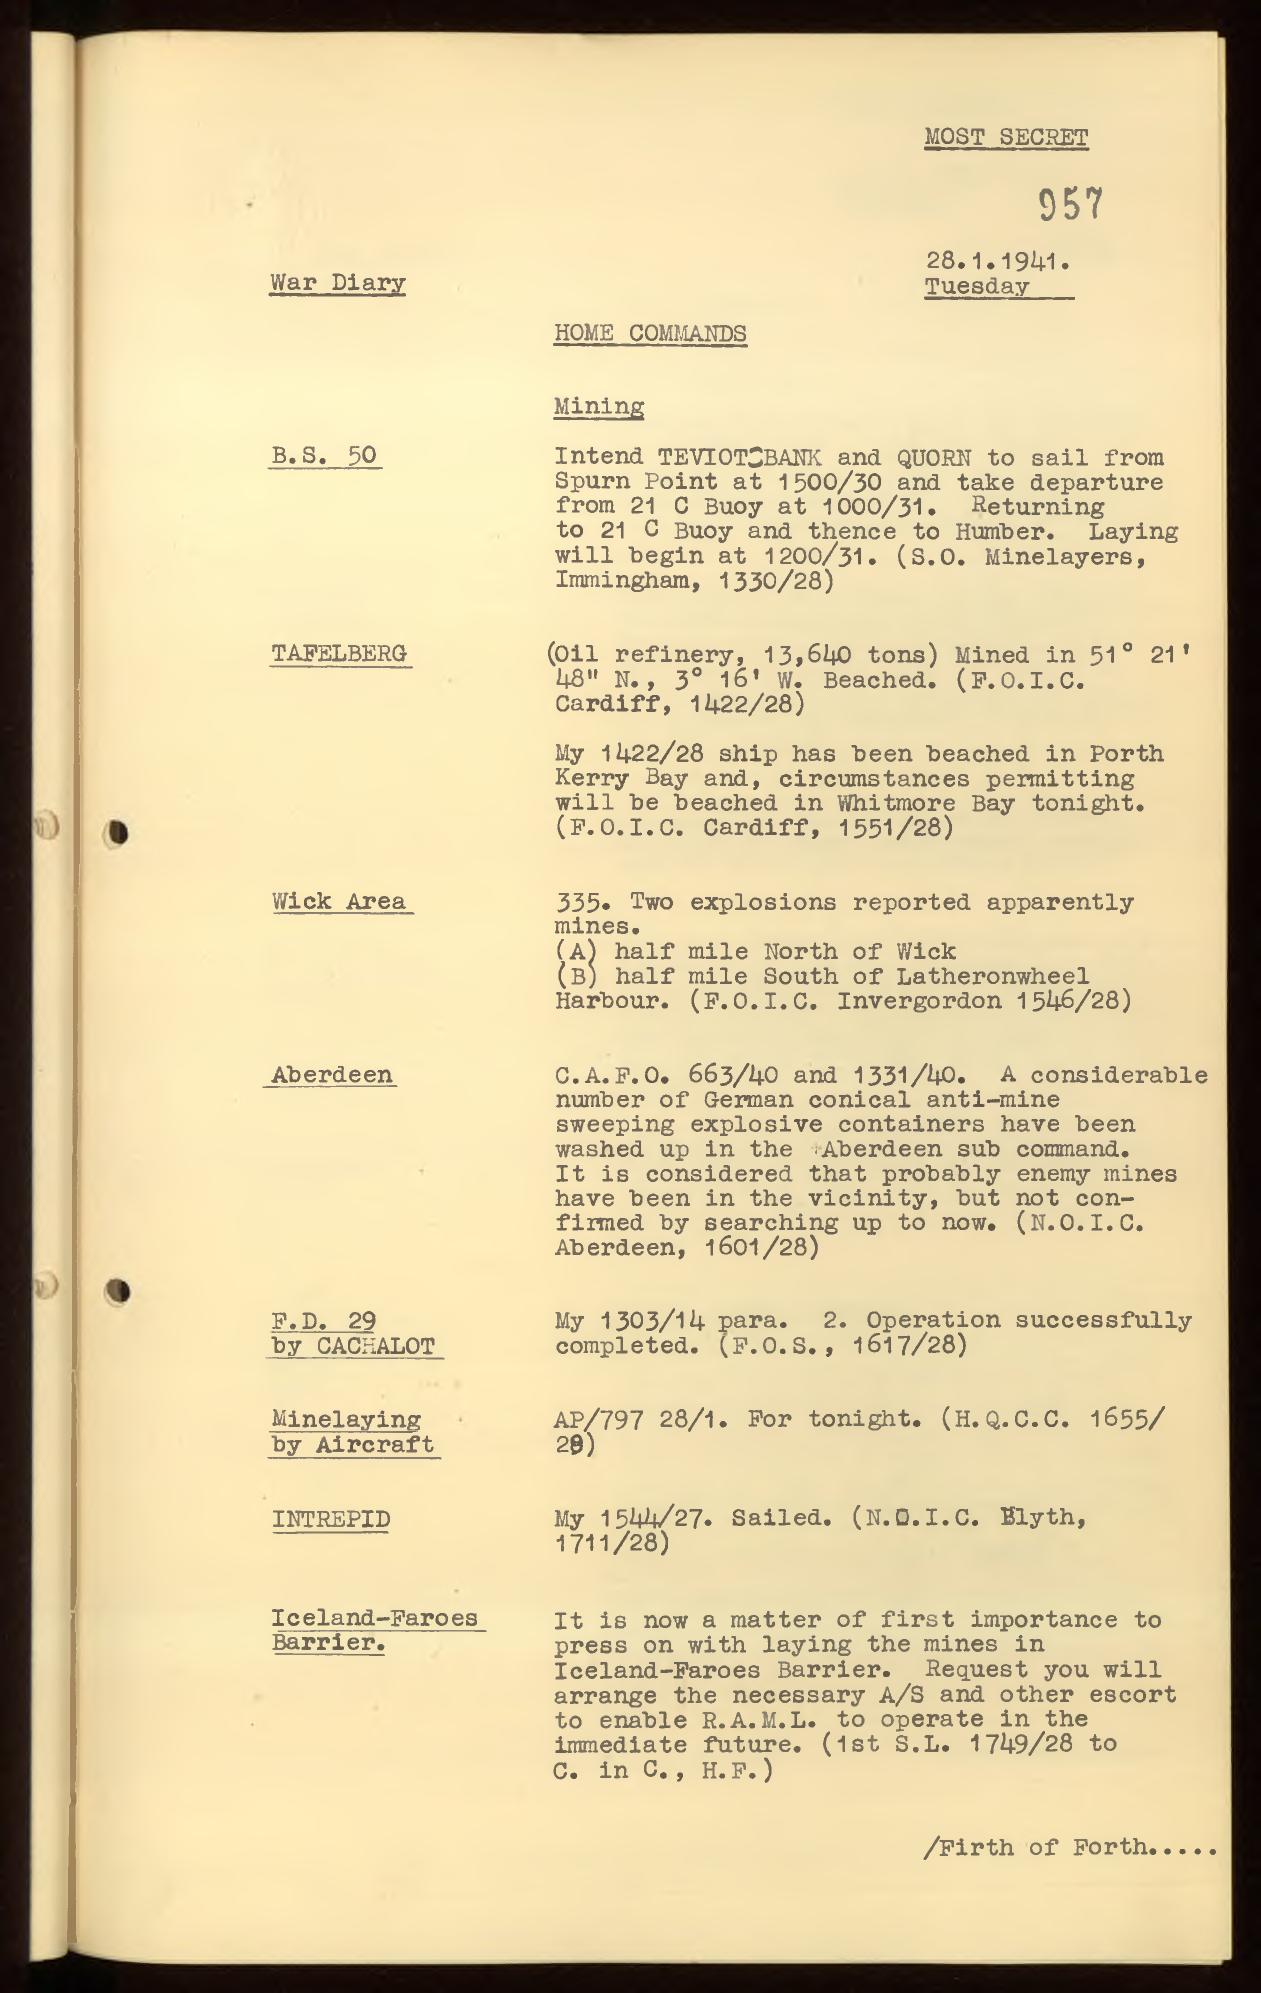 MOST SECRET
957
28.1.1941.
War Diary
Tuesday
HOME COMMANDS
Mining
B.S. 50
Intend TEVIOTBANK and QUORN to sail from
Spurn Point at 1500/30 and take departure
from 21 C Buoy at 1000/31. Returning
to 21 C Buoy and thence to Humber. Laying
will begin at 1200/31. (S.O. Minelayers,
Immingham, 1330/28)
TAFELBERG
(Oil refinery, 13,640 tons) Mined in 51° 21'
48" N., 3° 16' W. Beached. (F.O.I.C.
Cardiff, 1422/28)
My 1422/28 ship has been beached in Porth
Kerry Bay and, circumstances permitting
will be beached in Whitmore Bay tonight.
(F.O.I.C. Cardiff, 1551/28)
Wick Area
335. Two explosions reported apparently
mines.
(A) half mile North of Wick
(B) half mile South of Latheronwheel
Harbour. (F.O.I.C. Invergordon 1546/28)
Aberdeen
C.A.F.O. 663/40 and 1331/40. A considerable
number of German conical anti-mine
sweeping explosive containers have been
washed up in the Aberdeen sub command.
It is considered that probably enemy mines
have been in the vicinity, but not con-
firmed by searching up to now. (N.O.I.C.
Aberdeen, 1601/28)
F.D. 29
by CACHALOT
My 1303/14 para. 2. Operation successfully
completed. (F.O.S., 1617/28)
Minelaying
by Aircraft
AP/797 28/1. For tonight. (H.Q.C.C. 1655/
28)
INTREPID
My 1544/27. Sailed. (N.O.I.C. Blyth,
1711/28)
Iceland-Faroes
Barrier.
It is now a matter of first importance to
press on with laying the mines in
Iceland-Faroes Barrier. Request you will
arrange the necessary A/S and other escort
to enable R.A.M.L. to operate in the
immediate future. (1st S.L. 1749/28 to
C. in C., H.F.)
/Firth of Forth.....